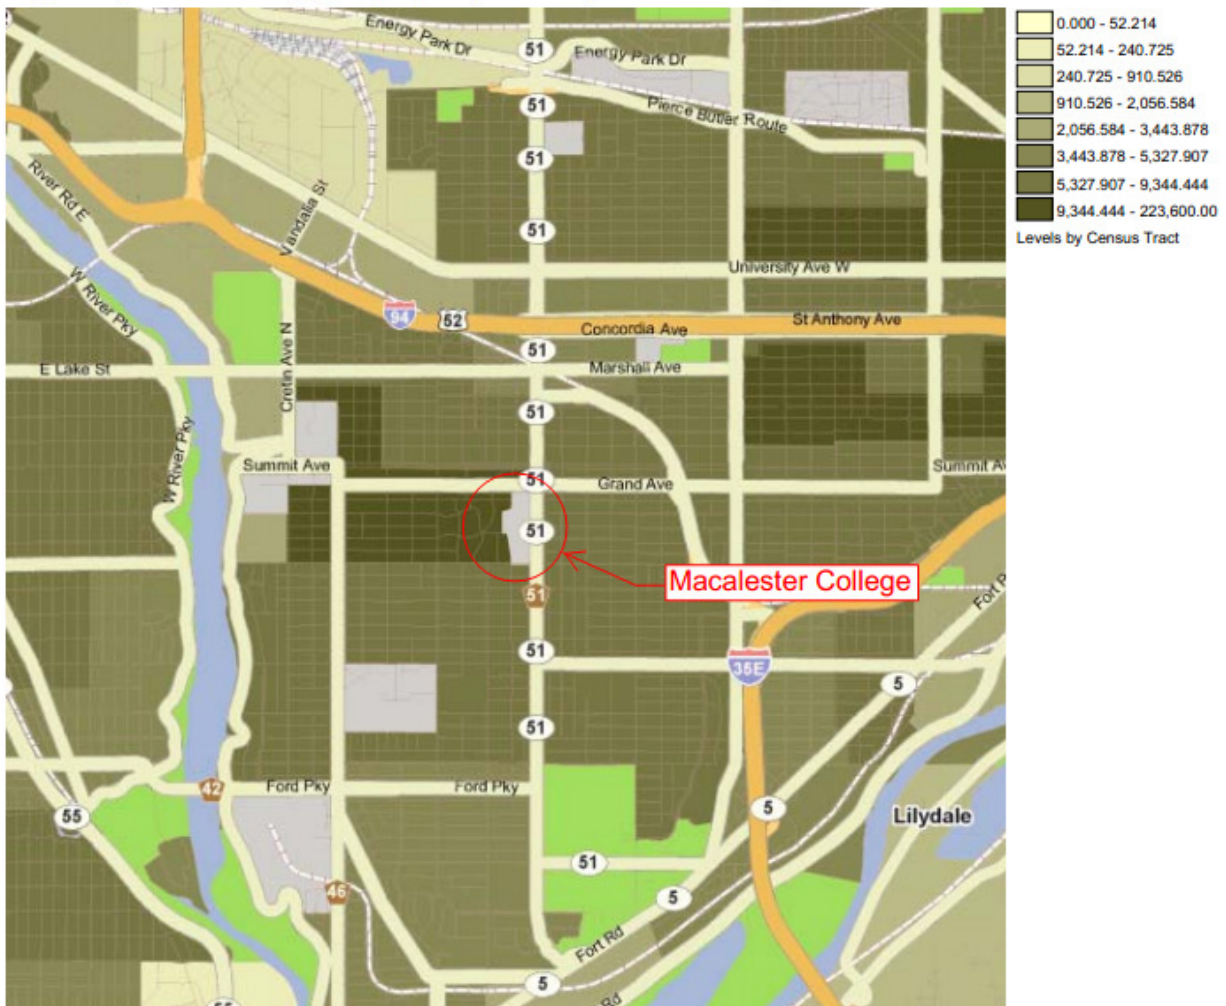 Energy Park Dr
51
Energy Park Dr
51
Pierce Butler Route
51
River Rd E
Vandalia St
51
University Ave W
W River Pky
94
52
Concordia Ave
St Anthony Ave
51
E Lake St
Cretin Ave N
Marshall Ave
51
W River Pky
Summit Ave
51
Grand Ave
Summit Av
51
Macalester College
51
Fort R
51
35E
5
51
42
Ford Pky
Ford Pky
55
5
Lilydale
51
46
5
Fort Rd
5
Rd
55
0.000 - 52.214
52.214 - 240.725
240.725 - 910.526
910.526 - 2,056.584
2,056.584 - 3,443.878
3,443.878 - 5,327.907
5,327.907 - 9,344.444
9,344.444 - 223,600.00
Levels by Census Tract